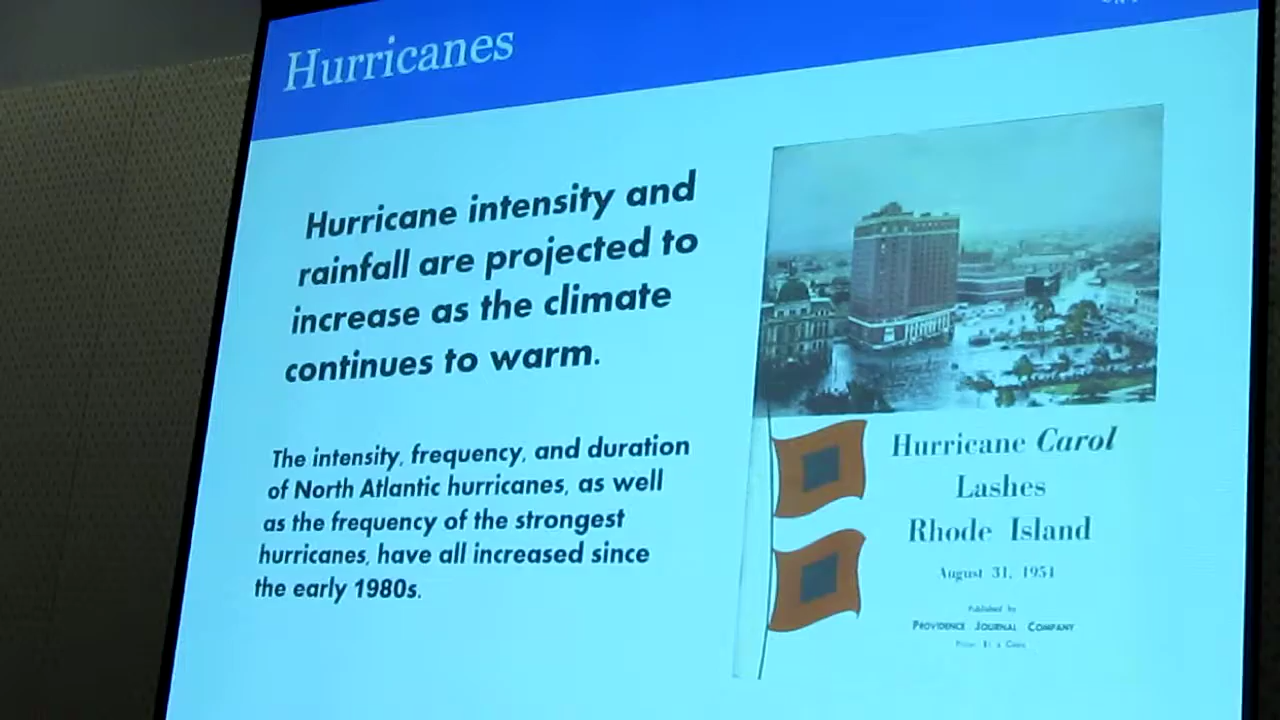 Hurricanes
Hurricane intensity and
rainfall are projected to
increase as the climate
continues to warm.
The intensity, frequency, and duration
of North Atlantic hurricanes, as well
as the frequency of the strongest
hurricanes, have all increased since
the early 1980s.
Hurricane Carol
Lashes
Rhode Island
August 31, 1954
Published by
PROVIDENCE JOURNAL COMPANY